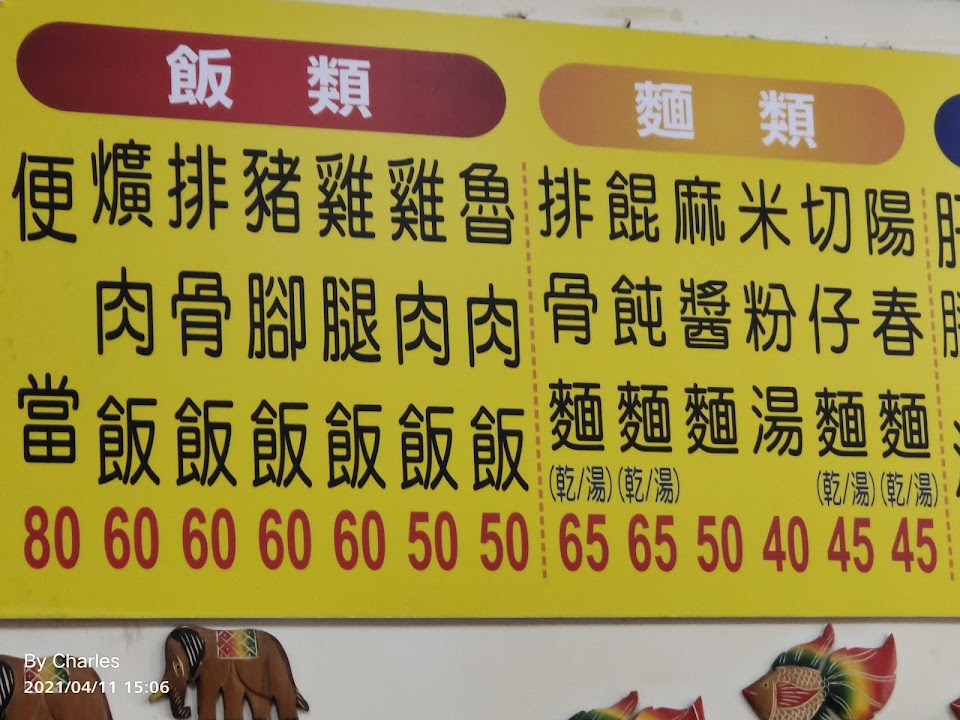 飯類
魯肉飯 50
雞肉飯 50
雞腿飯 60
豬腳飯 60
排骨飯 60
爌肉飯 60
便當 80
麵類
陽春麵(乾/湯) 45
切仔麵(乾/湯) 45
米粉湯 40
麻醬麵 50
餛飩麵(乾/湯) 65
排骨麵(乾/湯) 65
By Charles
2021/04/11 15:06